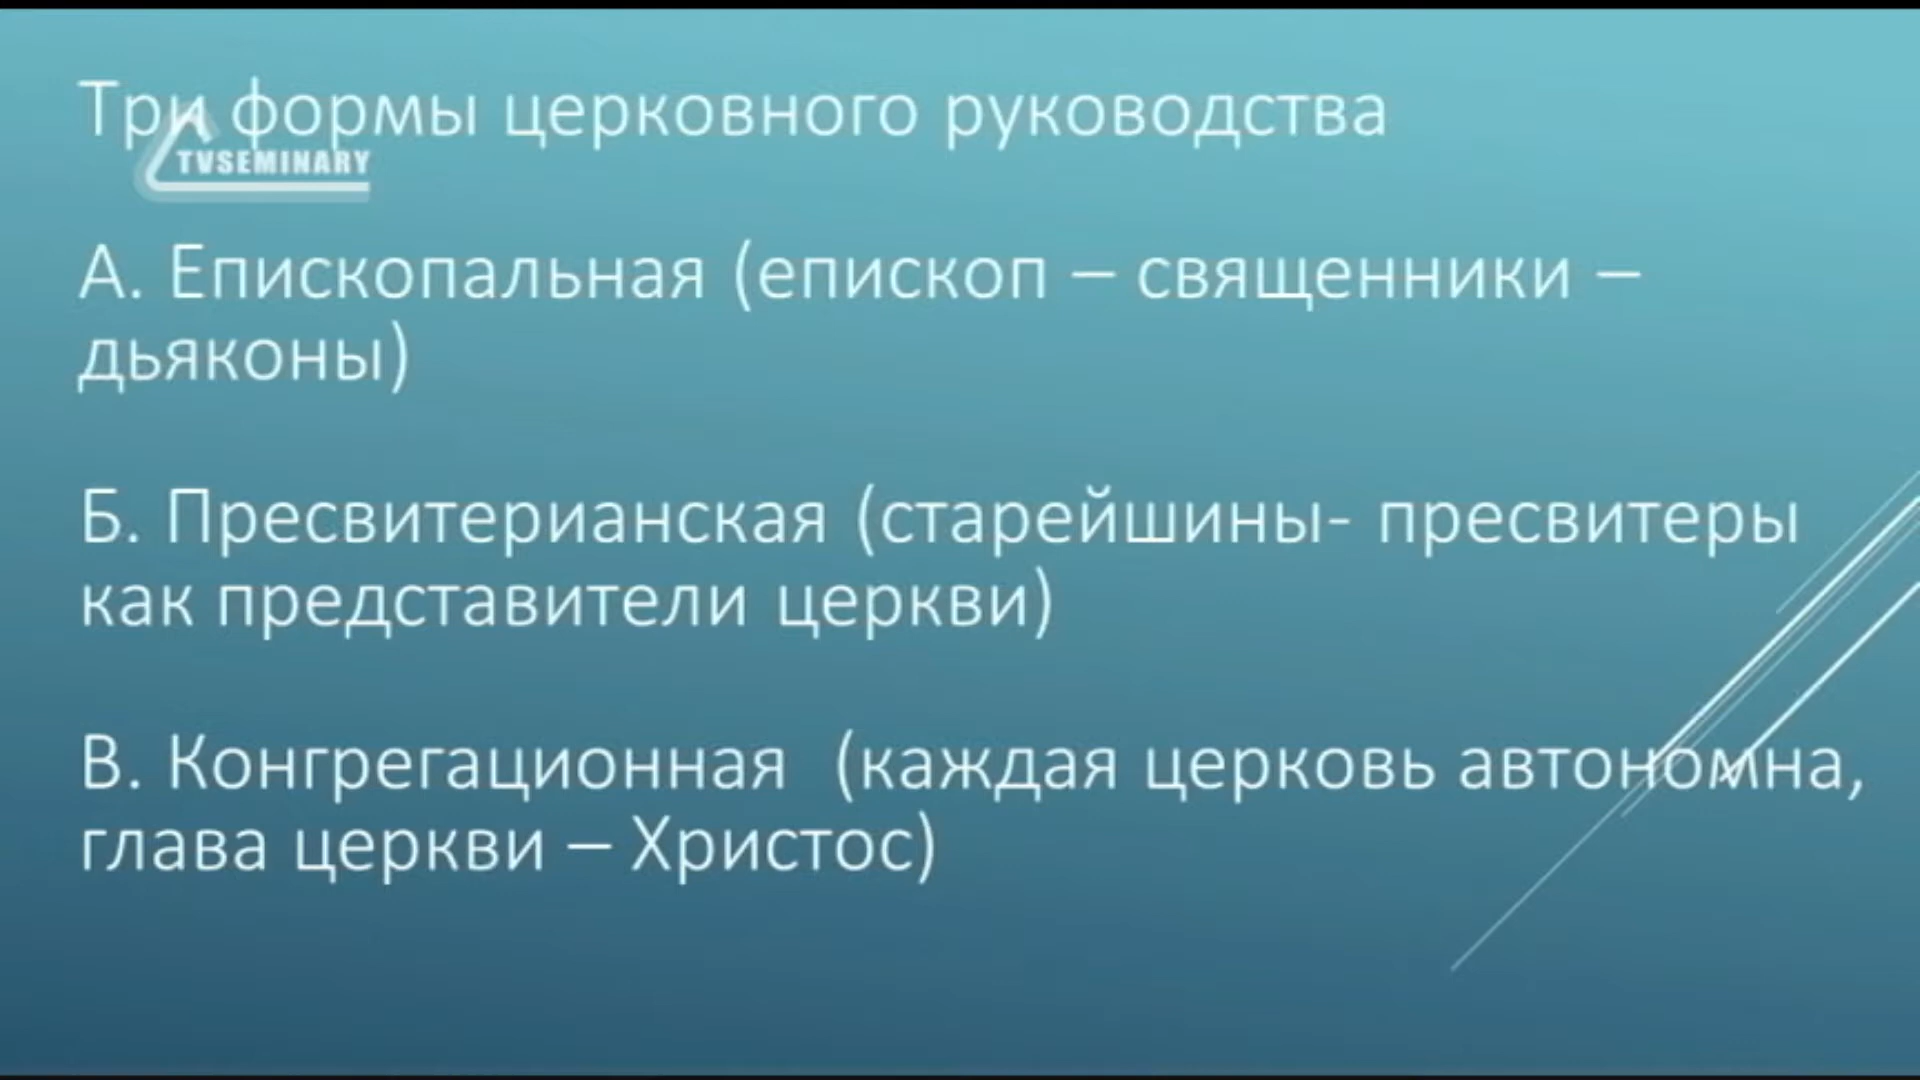 Три формы церковного руководства
TVSEMINARY
А. Епископальная (епископ – священники –
дьяконы)
Б. Пресвитерианская (старейшины- пресвитеры
как представители церкви)
В. Конгрегационная  (каждая церковь автономна,
глава церкви – Христос)